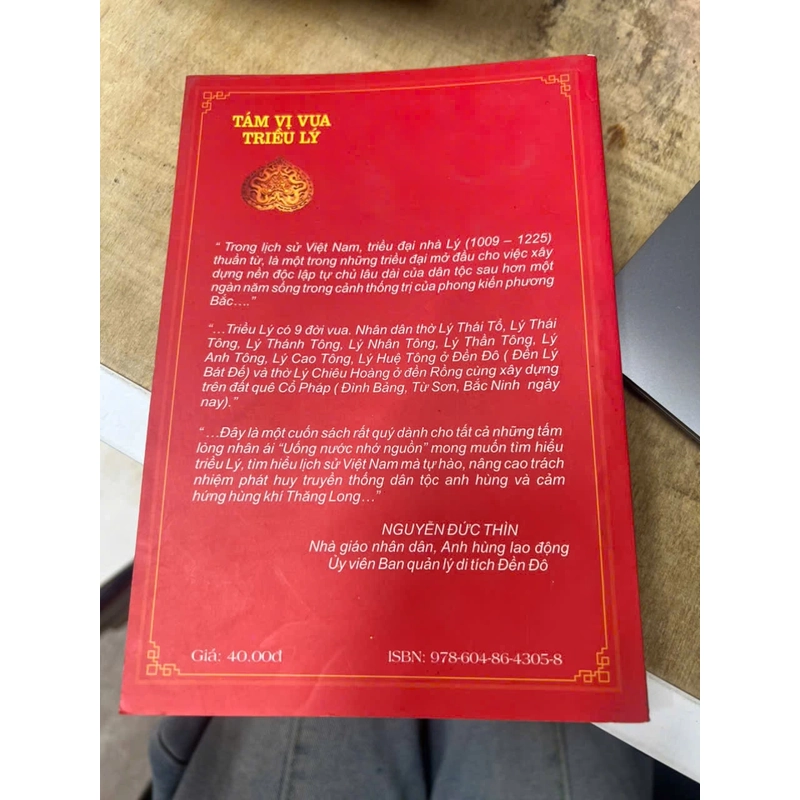 TÁM VỊ VUA
TRIỀU LÝ
“ Trong lịch sử Việt Nam, triều đại nhà Lý (1009 – 1225)
thuần từ, là một trong những triều đại mở đầu cho việc xây
dựng nền độc lập tự chủ lâu dài của dân tộc sau hơn một
ngàn năm sống trong cảnh thống trị của phong kiến phương
Bắc….”
“…Triều Lý có 9 đời vua. Nhân dân thờ Lý Thái Tổ, Lý Thái
Tông, Lý Thánh Tông, Lý Nhân Tông, Lý Thần Tông, Lý
Anh Tông, Lý Cao Tông, Lý Huệ Tông ở Đền Đô ( Đền Lý
Bát Đế) và thờ Lý Chiêu Hoàng ở đền Rồng cùng xây dựng
trên đất quê Cổ Pháp ( Đình Bảng, Từ Sơn, Bắc Ninh ngày
nay).”
“ …Đây là một cuốn sách rất quý dành cho tất cả những tấm
lòng nhân ái “Uống nước nhớ nguồn” mong muốn tìm hiểu
triều Lý, tìm hiểu lịch sử Việt Nam mà tự hào, nâng cao trách
nhiệm phát huy truyền thống dân tộc anh hùng và cảm
hứng hùng khí Thăng Long…”
NGUYỄN ĐỨC THÌN
Nhà giáo nhân dân, Anh hùng lao động
Ủy viên Ban quản lý di tích Đền Đô
Giá: 40.00đ
ISBN: 978-604-86-4305-8